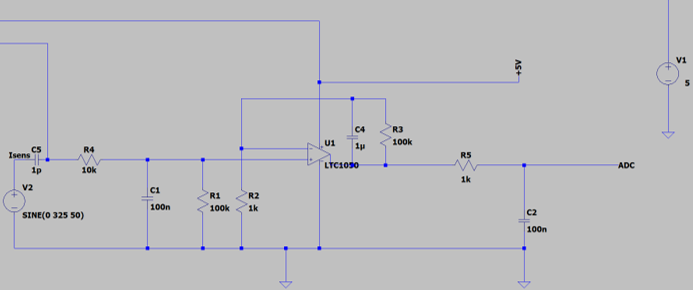 V1
5
+5V
Isens
C5
1p
R4
10k
V2
SINE(0 325 50)
C1
100n
R1
100k
R2
1k
U1
LTC1050
C4
1µ
R3
100k
R5
1k
ADC
C2
100n